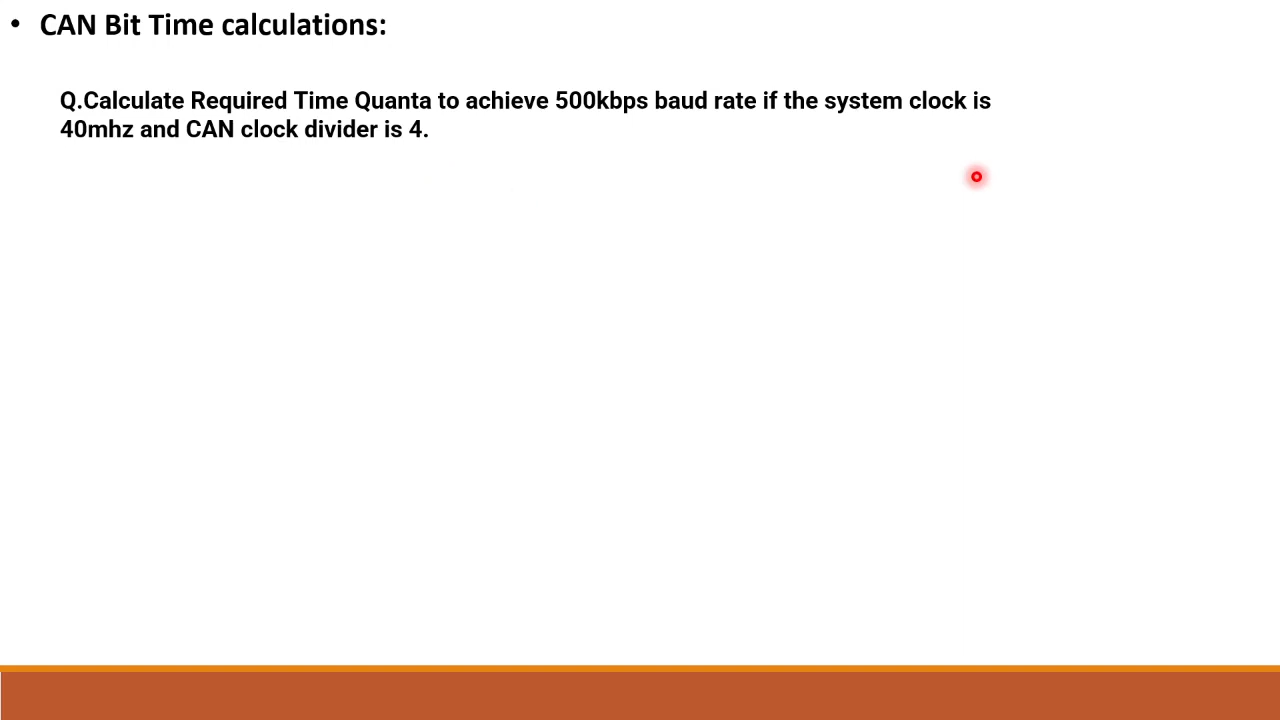 • CAN Bit Time calculations:
Q.Calculate Required Time Quanta to achieve 500kbps baud rate if the system clock is
40mhz and CAN clock divider is 4.